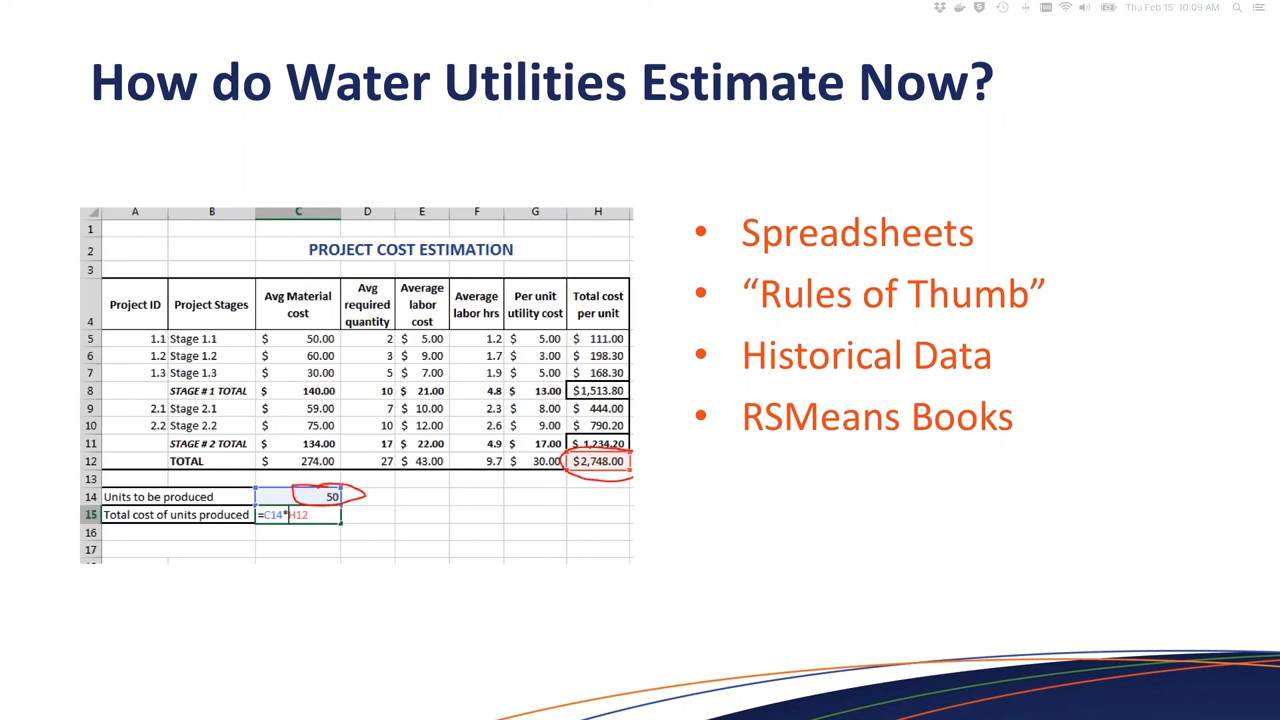 Thu Feb 15 10:09 AM
How do Water Utilities Estimate Now?
A B C D E F G H
1
2 PROJECT COST ESTIMATION
3
4 Project ID Project Stages Avg Material cost Avg required quantity Average labor cost Average labor hrs Per unit utility cost Total cost per unit
5 1.1 Stage 1.1 $ 50.00 2 $ 5.00 1.2 $ 5.00 $ 111.00
6 1.2 Stage 1.2 $ 60.00 3 $ 9.00 1.7 $ 3.00 $ 198.30
7 1.3 Stage 1.3 $ 30.00 5 $ 7.00 1.9 $ 5.00 $ 168.30
8 STAGE # 1 TOTAL $ 140.00 10 $ 21.00 4.8 $ 13.00 $1,513.80
9 2.1 Stage 2.1 $ 59.00 7 $ 10.00 2.3 $ 8.00 $ 444.00
10 2.2 Stage 2.2 $ 75.00 10 $ 12.00 2.6 $ 9.00 $ 790.20
11 STAGE # 2 TOTAL $ 134.00 17 $ 22.00 4.9 $ 17.00 $ 1,234.20
12 TOTAL $ 274.00 27 $ 43.00 9.7 $ 30.00 $2,748.00
13
14 Units to be produced 50
15 Total cost of units produced =C14*H12
16
17
• Spreadsheets
• “Rules of Thumb”
• Historical Data
• RSMeans Books